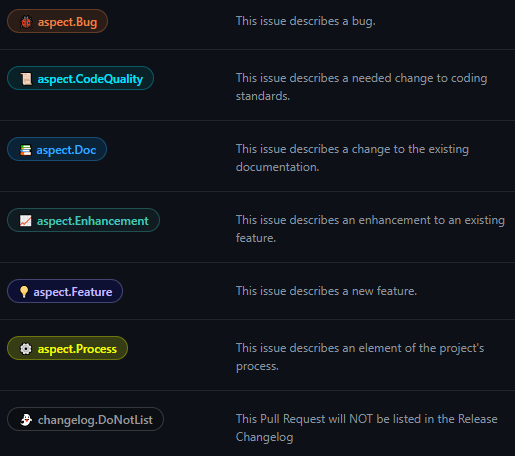 aspect.Bug
This issue describes a bug.
aspect.CodeQuality
This issue describes a needed change to coding
standards.
aspect.Doc
This issue describes a change to the existing
documentation.
aspect.Enhancement
This issue describes an enhancement to an existing
feature.
aspect.Feature
This issue describes a new feature.
aspect.Process
This issue describes an element of the project's
process.
changelog.DoNotList
This Pull Request will NOT be listed in the Release
Changelog